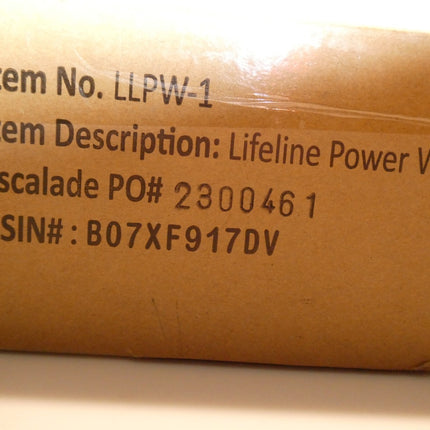 tem No. LLPW-1
tem Description: Lifeline Power
scalade PO# 2300461
SIN#: B07XF917DV